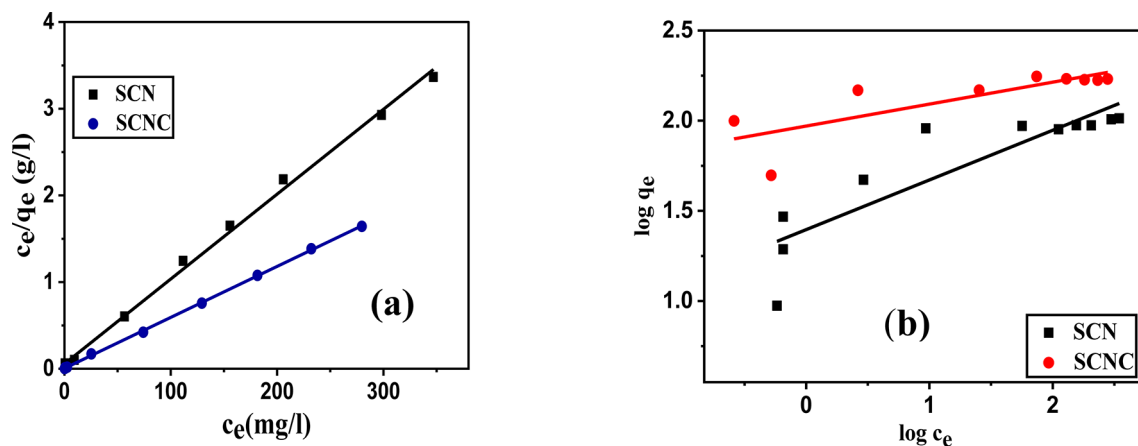 4
3
2
1
0
0
100
200
300
cₑ/qₑ (g/l)
cₑ(mg/l)
SCN
SCNC
(a)
2.5
2.0
1.5
1.0
0
1
2
log qₑ
log cₑ
(b)
SCN
SCNC